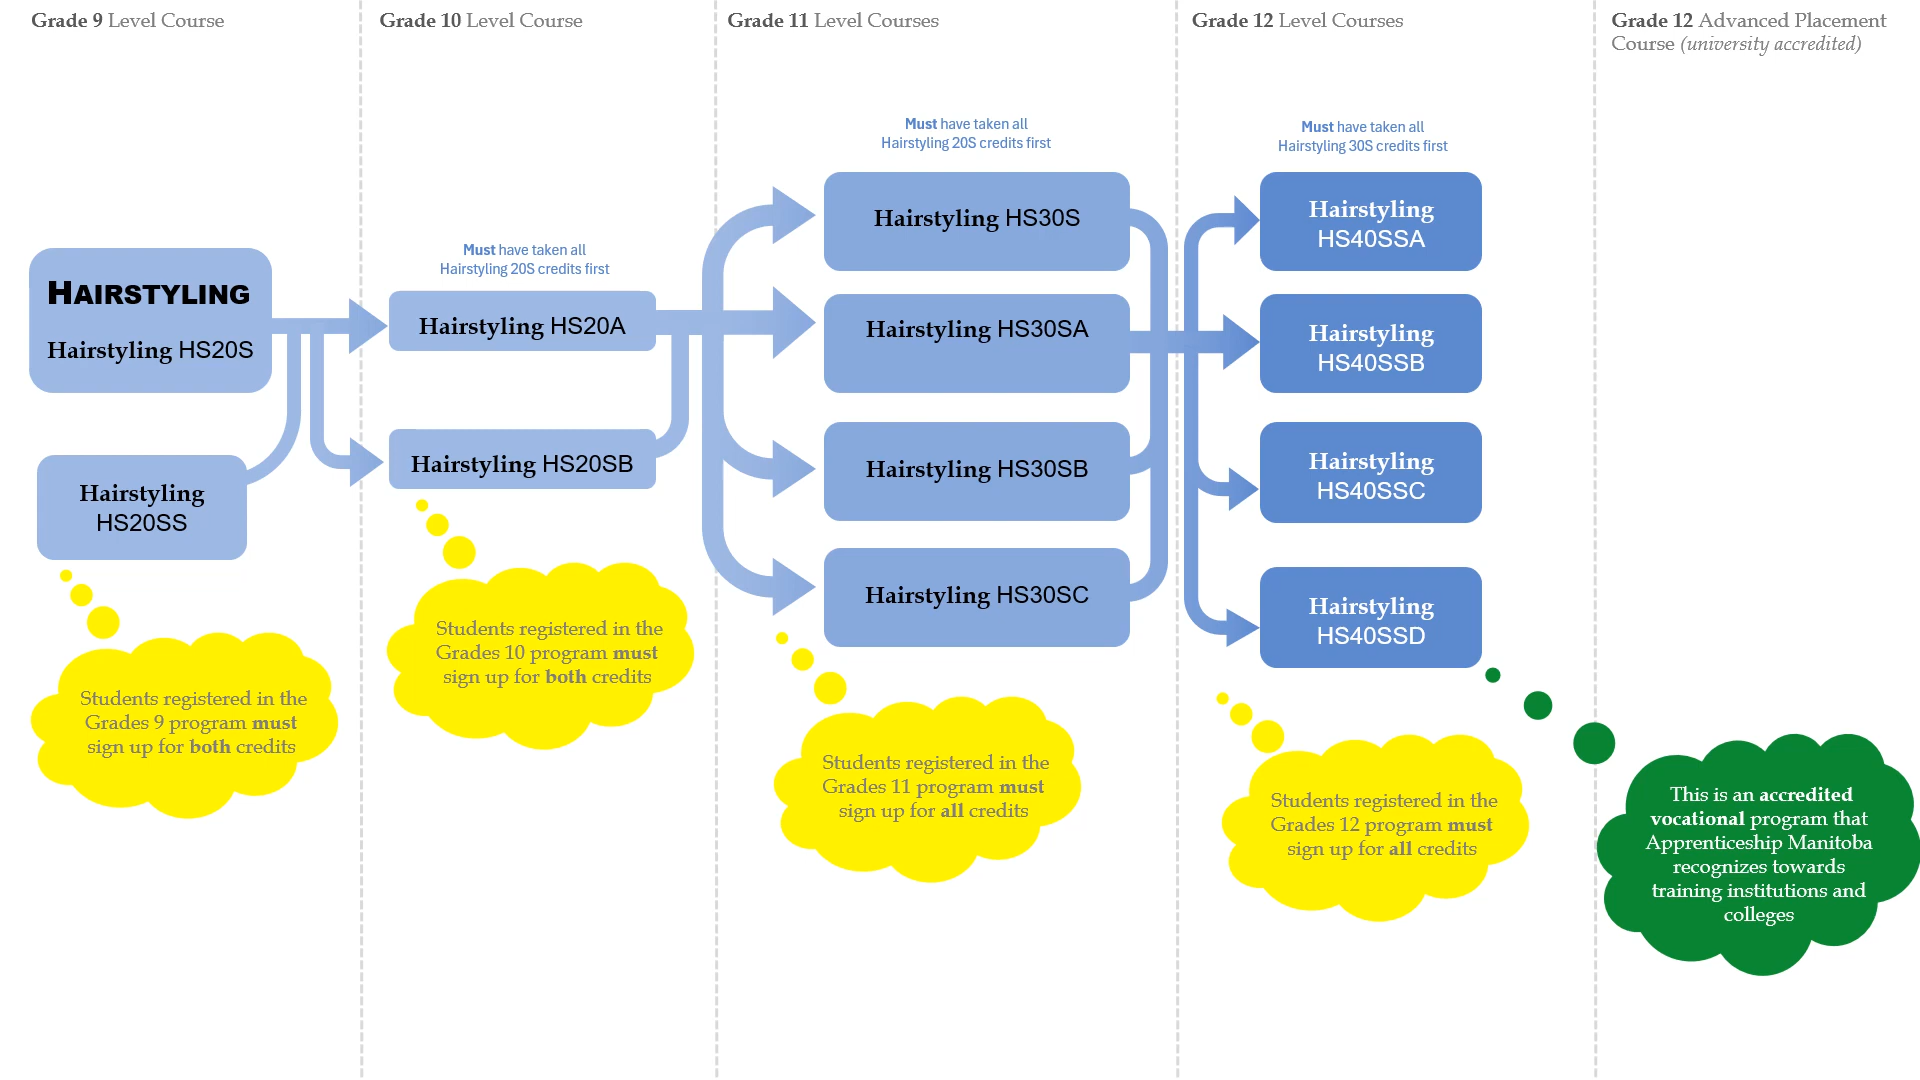 Grade 9 Level Course
Grade 10 Level Course
Grade 11 Level Courses
Grade 12 Level Courses
Grade 12 Advanced Placement
Course (university accredited)
HAIRSTYLING
Hairstyling HS20S
Hairstyling
HS20SS
Students registered in the
Grades 9 program must
sign up for both credits
Must have taken all
Hairstyling 20S credits first
Hairstyling HS20A
Hairstyling HS20SB
Students registered in the
Grades 10 program must
sign up for both credits
Must have taken all
Hairstyling 20S credits first
Hairstyling HS30S
Hairstyling HS30SA
Hairstyling HS30SB
Hairstyling HS30SC
Students registered in the
Grades 11 program must
sign up for all credits
Must have taken all
Hairstyling 30S credits first
Hairstyling
HS40SSA
Hairstyling
HS40SSB
Hairstyling
HS40SSC
Hairstyling
HS40SSD
Students registered in the
Grades 12 program must
sign up for all credits
This is an accredited
vocational program that
Apprenticeship Manitoba
recognizes towards
training institutions and
colleges